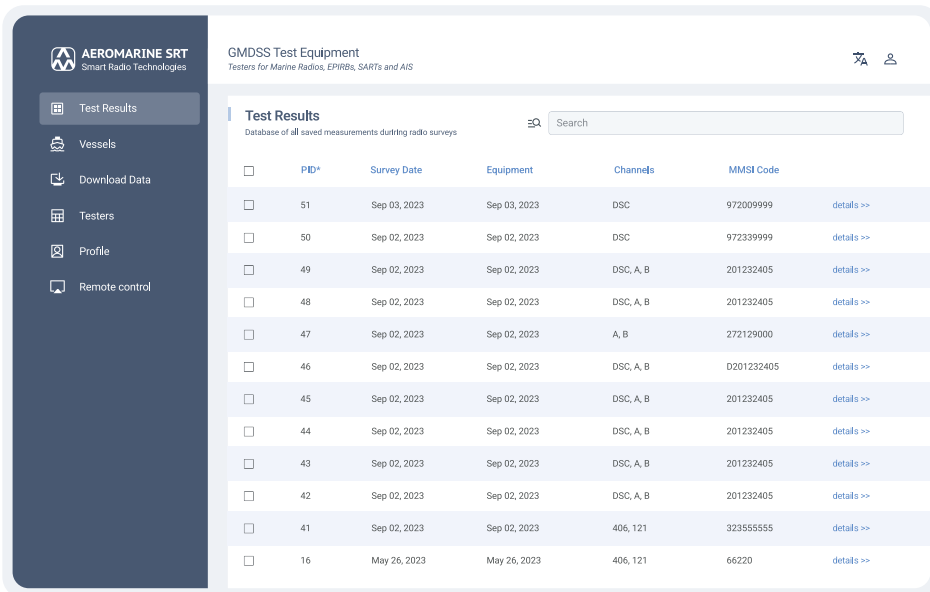 AEROMARINE SRT
Smart Radio Technologies
Test Results
Vessels
Download Data
Testers
Profile
Remote control
GMDSS Test Equipment
Testers for Marine Radios, EPIRBs, SARTs and AIS
Test Results
Database of all saved measurements durtring radio surveys
Search
PID* Survey Date Equipment Channels MMSI Code
51 Sep 03, 2023 Sep 03, 2023 DSC 972009999 details >>
50 Sep 02, 2023 Sep 02, 2023 DSC 972339999 details >>
49 Sep 02, 2023 Sep 02, 2023 DSC, A, B 201232405 details >>
48 Sep 02, 2023 Sep 02, 2023 DSC, A, B 201232405 details >>
47 Sep 02, 2023 Sep 02, 2023 A, B 272129000 details >>
46 Sep 02, 2023 Sep 02, 2023 DSC, A, B D201232405 details >>
45 Sep 02, 2023 Sep 02, 2023 DSC, A, B 201232405 details >>
44 Sep 02, 2023 Sep 02, 2023 DSC, A, B 201232405 details >>
43 Sep 02, 2023 Sep 02, 2023 DSC, A, B 201232405 details >>
42 Sep 02, 2023 Sep 02, 2023 DSC, A, B 201232405 details >>
41 Sep 02, 2023 Sep 02, 2023 406, 121 323555555 details >>
16 May 26, 2023 May 26, 2023 406, 121 66220 details >>